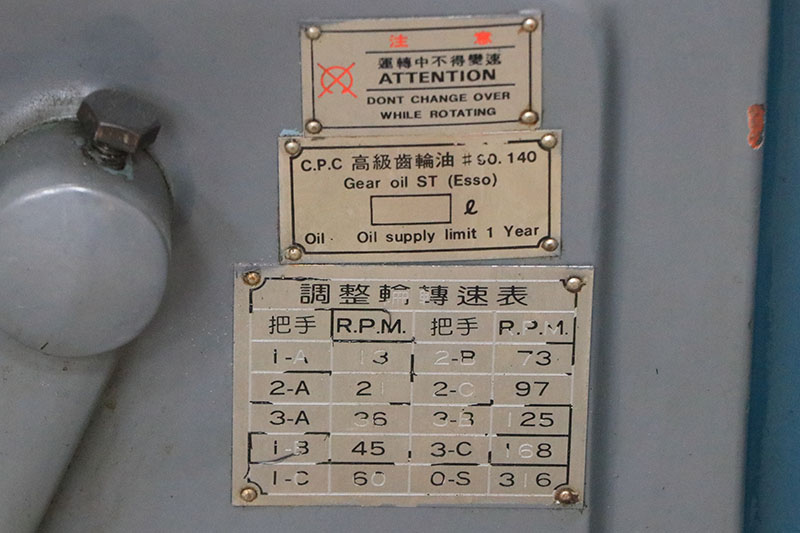 注 意
運轉中不得變速
ATTENTION
DONT CHANGE OVER
WHILE ROTATING
C.P.C 高級齒輪油 #90.140
Gear oil ST (Esso)
ℓ
Oil Oil supply limit 1 Year
調整輪轉速表
把手 R.P.M. 把手 R.P.M.
1-A 13 2-B 73
2-A 21 2-C 97
3-A 36 3-B 125
1-B 45 3-C 168
1-C 60 0-S 316